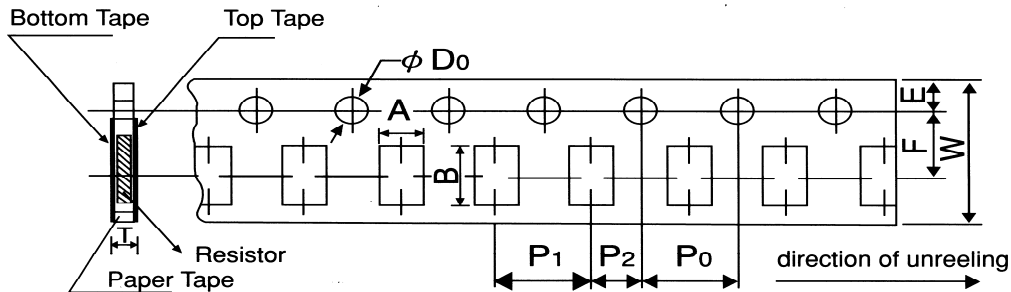 Bottom Tape
Top Tape
φ D0
A
B
E
F
W
T
Resistor
Paper Tape
P1
P2
P0
direction of unreeling